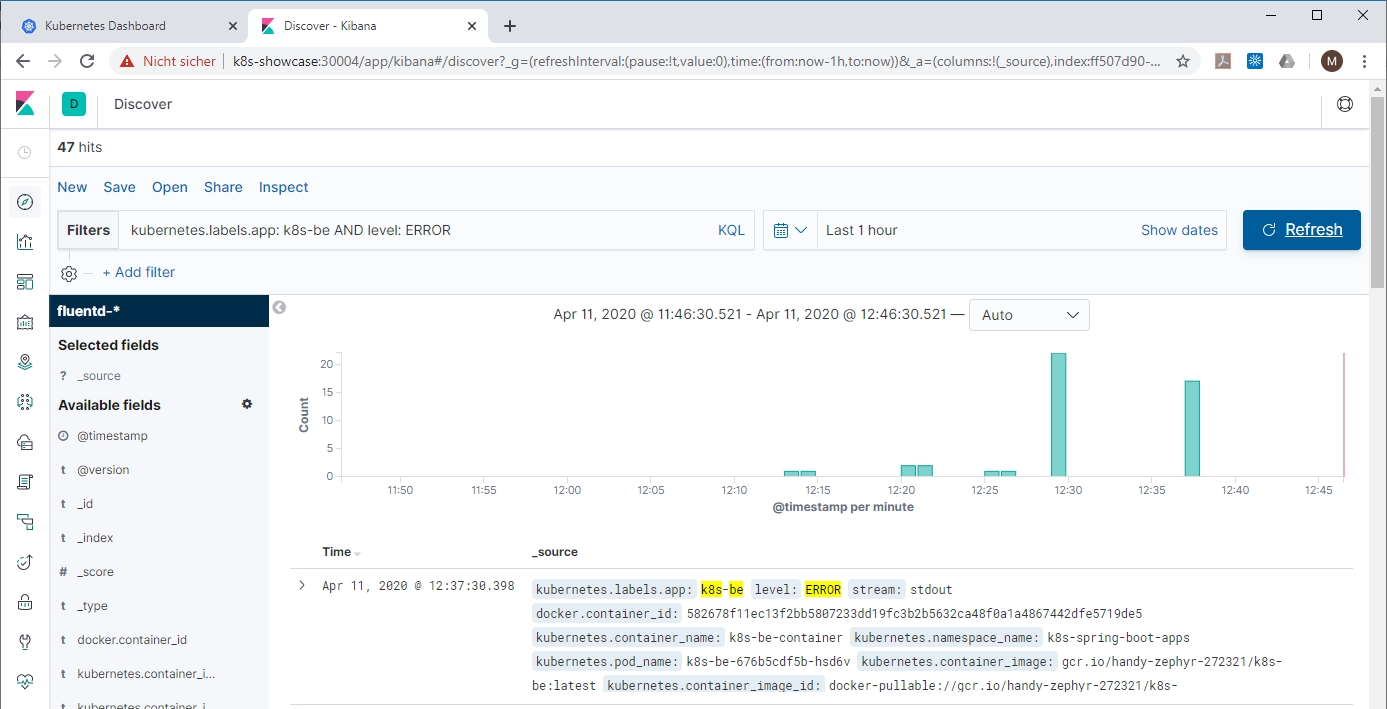 Kubernetes Dashboard
Discover - Kibana
Nicht sicher k8s-showcase:30004/app/kibana#/discover?_g=(refreshInterval:(pause:!t,value:0),time:(from:now-1h,to:now))&_a=(columns:!(_source),index:ff507d90-...
M
D Discover
47 hits
New Save Open Share Inspect
Filters kubernetes.labels.app: k8s-be AND level: ERROR KQL Last 1 hour Show dates Refresh
+ Add filter
fluentd-*
Selected fields
? _source
Available fields
@timestamp
t @version
t _id
t _index
# _score
t _type
t docker.container_id
t kubernetes.container_i...
kubernetes.container_i...
Apr 11, 2020 @ 11:46:30.521 - Apr 11, 2020 @ 12:46:30.521 — Auto
Count
20
15
10
5
0
11:50 11:55 12:00 12:05 12:10 12:15 12:20 12:25 12:30 12:35 12:40 12:45
@timestamp per minute
Time _source
Apr 11, 2020 @ 12:37:30.398 kubernetes.labels.app: k8s-be level: ERROR stream: stdout
docker.container_id: 582678f11ec13f2bb5807233dd19fc3b2b5632ca48f0a1a4867442dfe5719de5
kubernetes.container_name: k8s-be-container kubernetes.namespace_name: k8s-spring-boot-apps
kubernetes.pod_name: k8s-be-676b5cdf5b-hsd6v kubernetes.container_image: gcr.io/handy-zephyr-272321/k8s-
be:latest kubernetes.container_image_id: docker-pullable://gcr.io/handy-zephyr-272321/k8s-